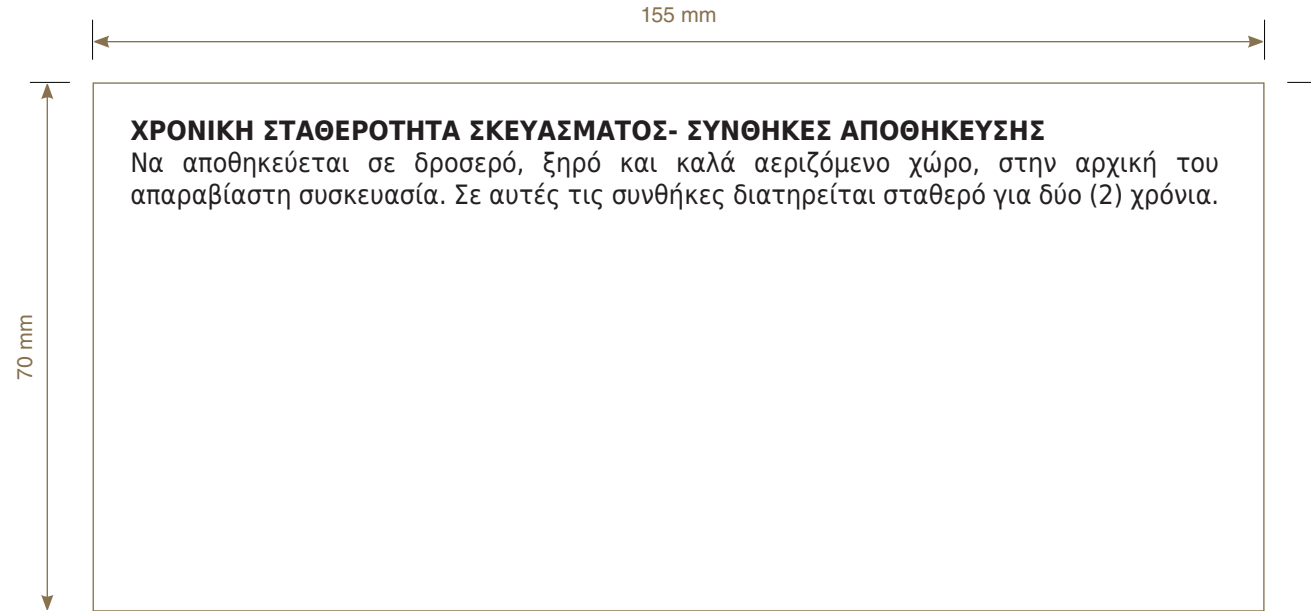 155 mm
70 mm
ΧΡΟΝΙΚΗ ΣΤΑΘΕΡΟΤΗΤΑ ΣΚΕΥΑΣΜΑΤΟΣ- ΣΥΝΘΗΚΕΣ ΑΠΟΘΗΚΕΥΣΗΣ
Να αποθηκεύεται σε δροσερό, ξηρό και καλά αεριζόμενο χώρο, στην αρχική του
απαραβίαστη συσκευασία. Σε αυτές τις συνθήκες διατηρείται σταθερό για δύο (2) χρόνια.